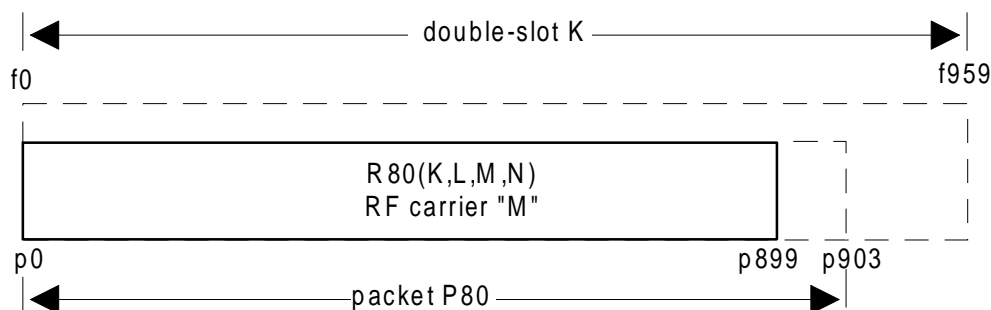 double-slot K
f0
f959
R80(K,L,M,N)
RF carrier "M"
p0
p899
p903
packet P80